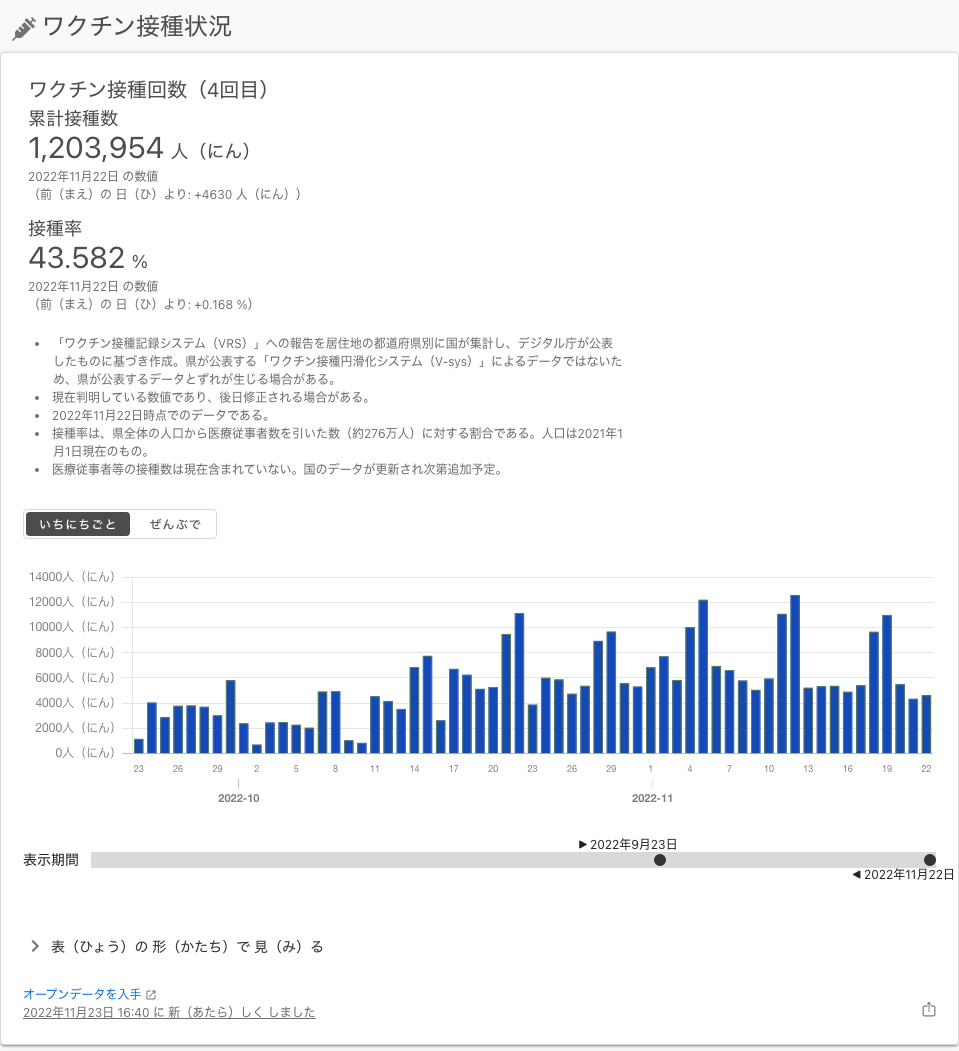 ワクチン接種状況
ワクチン接種回数（4回目）
累計接種数
1,203,954 人（にん）
2022年11月22日 の数値
（前（まえ）の 日（ひ）より: +4630 人（にん））
接種率
43.582 %
2022年11月22日 の数値
（前（まえ）の 日（ひ）より: +0.168 %）
• 「ワクチン接種記録システム（VRS）」への報告を居住地の都道府県別に国が集計し、デジタル庁が公表
したものに基づき作成。県が公表する「ワクチン接種円滑化システム（V-sys）」によるデータではないた
め、県が公表するデータとずれが生じる場合がある。
• 現在判明している数値であり、後日修正される場合がある。
• 2022年11月22日時点でのデータである。
• 接種率は、県全体の人口から医療従事者数を引いた数（約276万人）に対する割合である。人口は2021年1
月1日現在のもの。
• 医療従事者等の接種数は現在含まれていない。国のデータが更新され次第追加予定。
いちにちごと ぜんぶで
14000人（にん）
12000人（にん）
10000人（にん）
8000人（にん）
6000人（にん）
4000人（にん）
2000人（にん）
0人（にん）
23 26 29 2 5 8 11 14 17 20 23 26 29 1 4 7 10 13 16 19 22
2022-10 2022-11
▶ 2022年9月23日
表示期間
◀ 2022年11月22日
表（ひょう）の 形（かたち）で 見（み）る
オープンデータを入手
2022年11月23日 16:40 に 新（あたら）しく しました